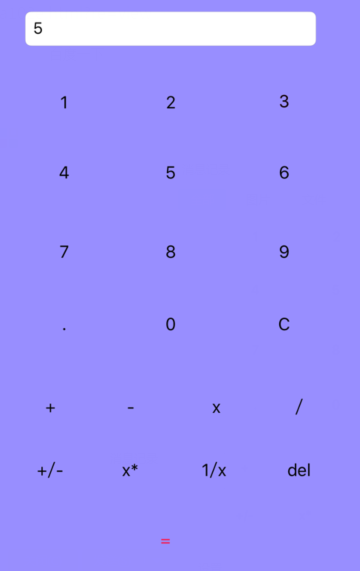 5
1 2 3
4 5 6
7 8 9
. 0 C
+ - x /
+/- x* 1/x del
=